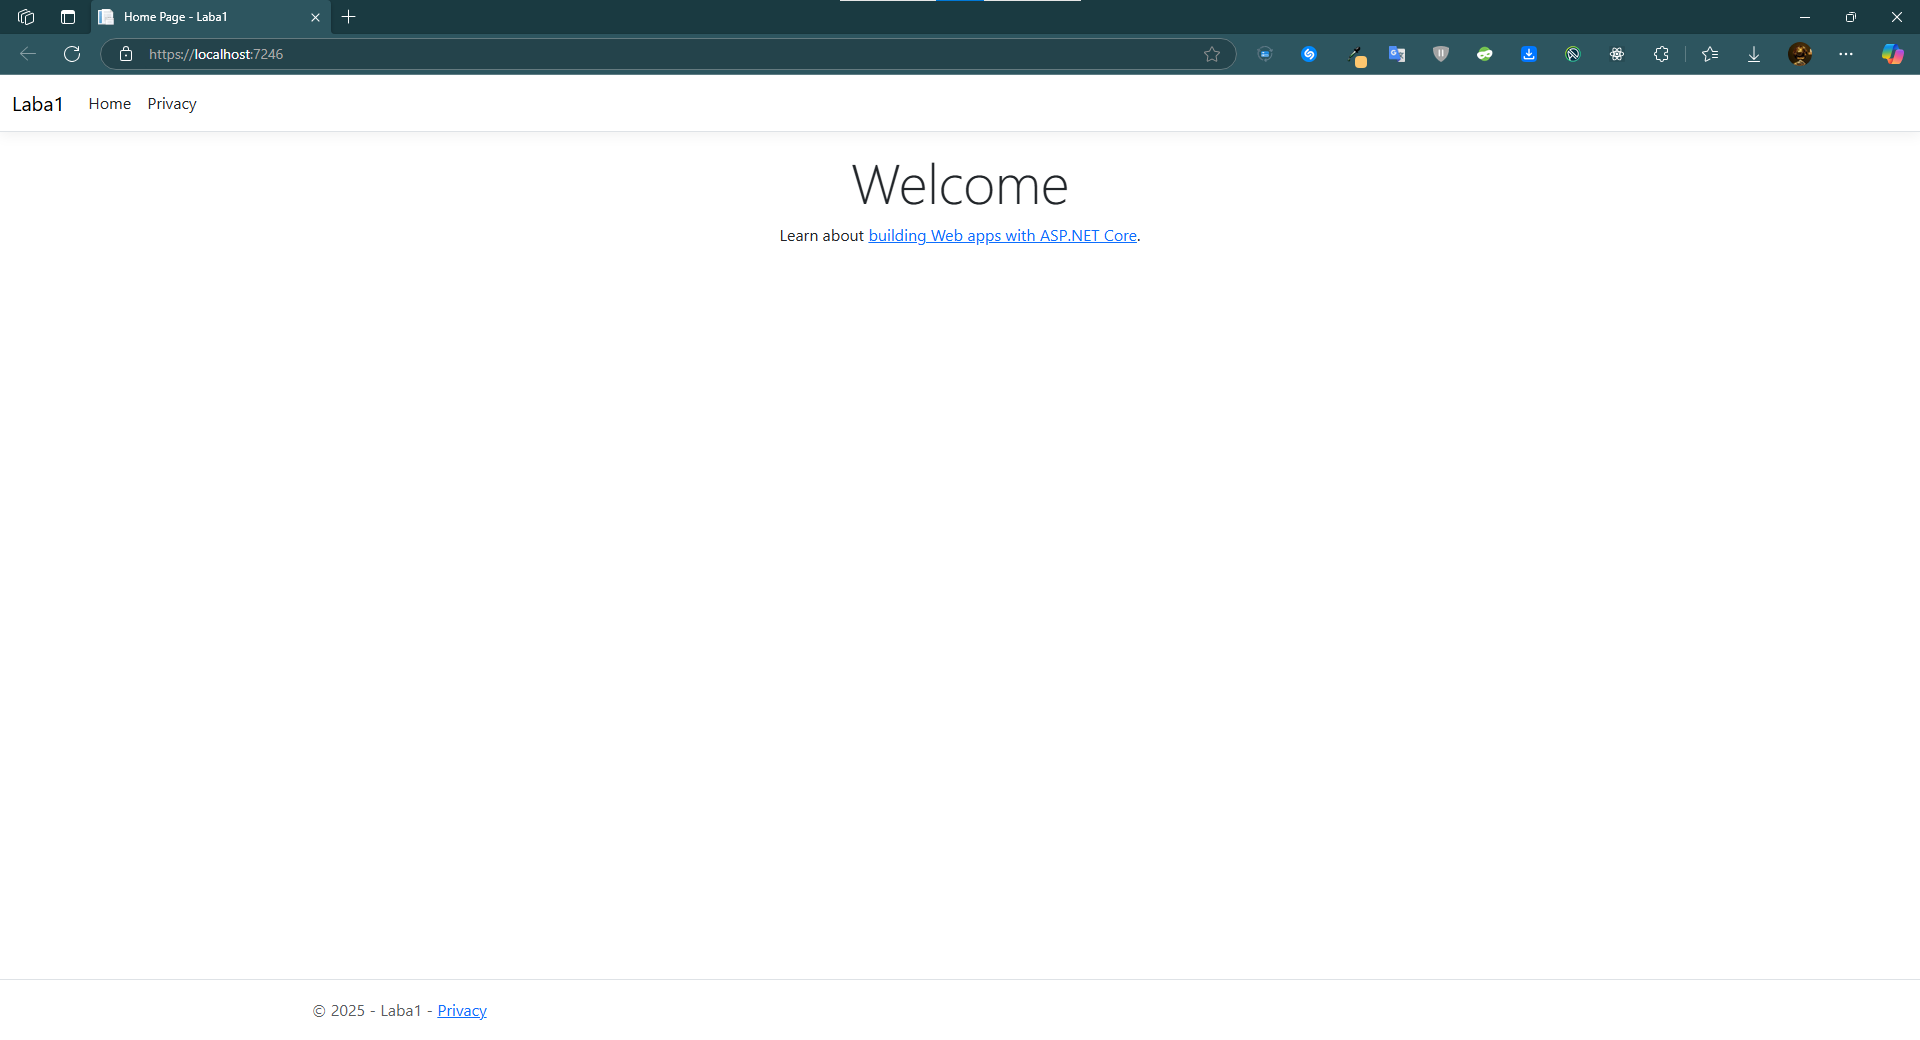 Home Page - Laba1
https://localhost:7246
Laba1 Home Privacy
Welcome
Learn about building Web apps with ASP.NET Core.
© 2025 - Laba1 - Privacy